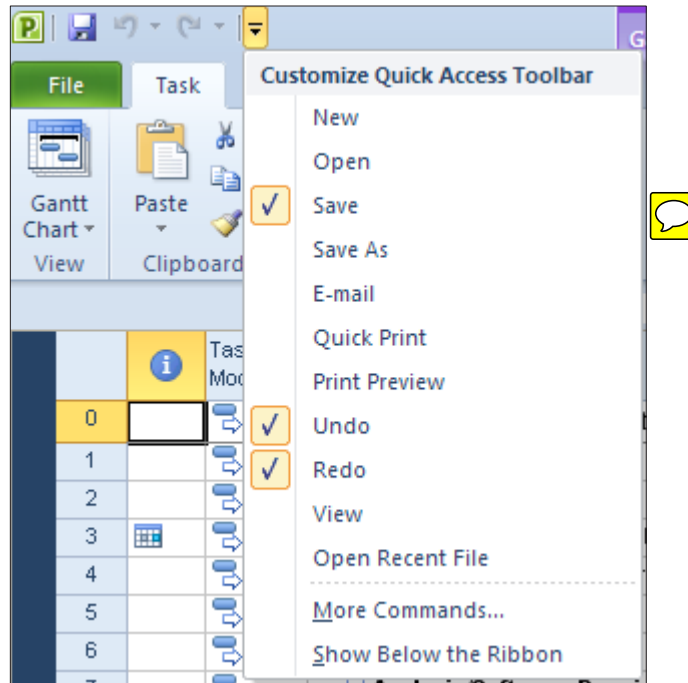 P
G
File
Task
Customize Quick Access Toolbar
New
Open
Gantt
Chart
Paste
Save
Save As
View
Clipboard
E-mail
Quick Print
Tas
Mod
Print Preview
0
Undo
1
Redo
2
View
3
Open Recent File
4
5
More Commands...
6
Show Below the Ribbon